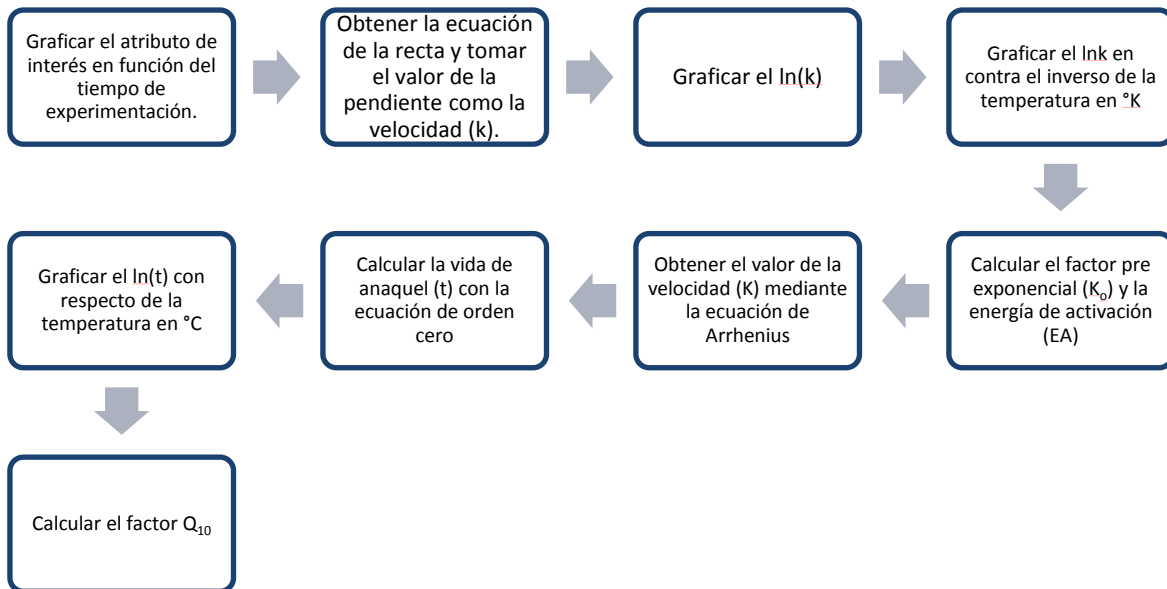 Graficar el atributo de
interés en función del
tiempo de
experimentación.
Obtener la ecuación
de la recta y tomar
el valor de la
pendiente como la
velocidad (k).
Graficar el ln(k)
Graficar el lnk en
contra el inverso de la
temperatura en °K
Calcular el factor pre
exponencial (K₀) y la
energía de activación
(EA)
Obtener el valor de la
velocidad (K) mediante
la ecuación de
Arrhenius
Calcular la vida de
anaquel (t) con la
ecuación de orden
cero
Graficar el ln(t) con
respecto de la
temperatura en °C
Calcular el factor Q₁₀